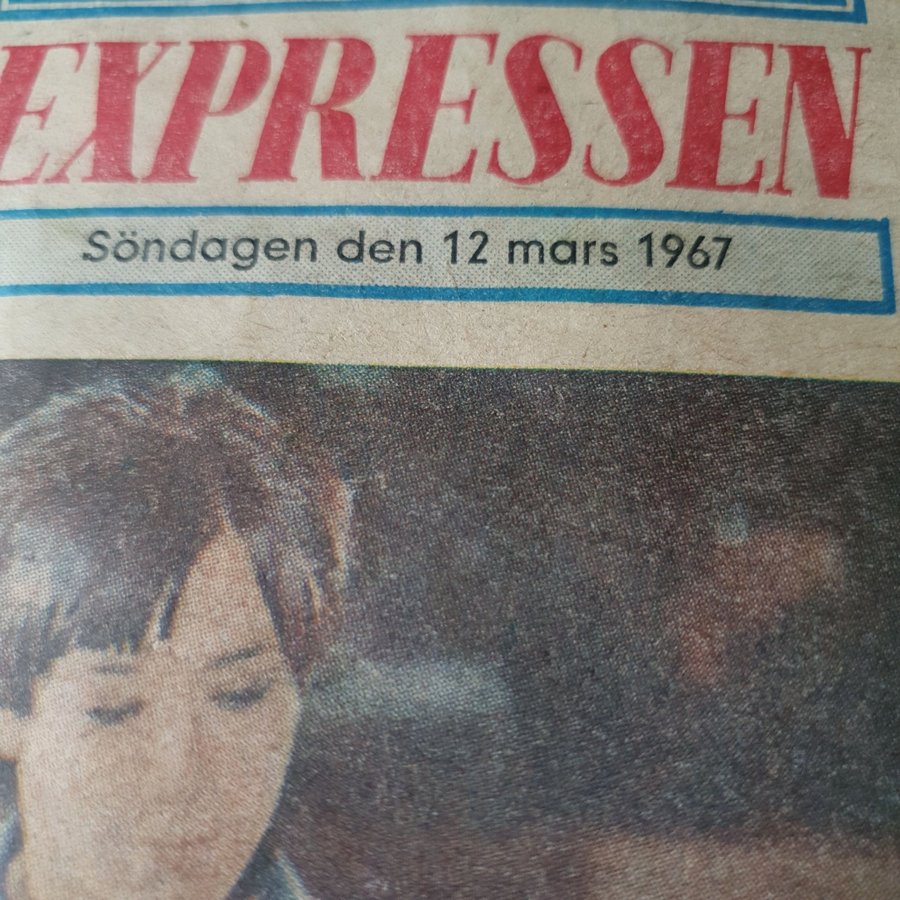 EXPRESSEN
Söndagen den 12 mars 1967